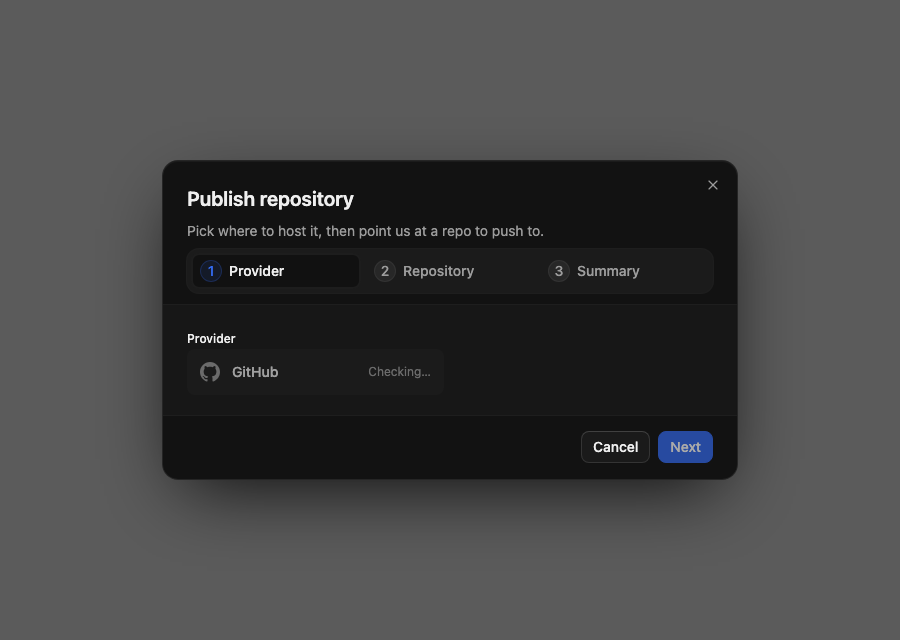 Publish repository
Pick where to host it, then point us at a repo to push to.
1 Provider 2 Repository 3 Summary
Provider
GitHub Checking...
Cancel Next